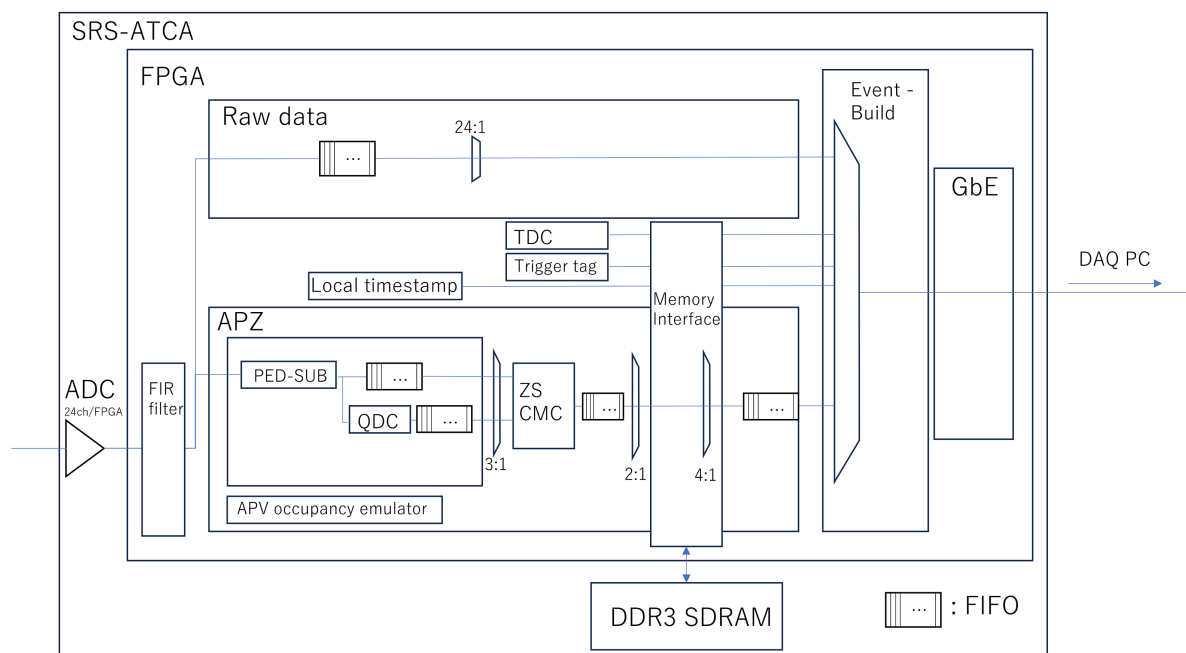 SRS-ATCA
FPGA
Event -
Build
Raw data
24:1
...
GbE
TDC
Trigger tag
Local timestamp
DAQ PC
Memory
Interface
APZ
ADC
24ch/FPGA
FIR
filter
PED-SUB
...
QDC
...
3:1
ZS
CMC
...
2:1
4:1
...
APV occupancy emulator
DDR3 SDRAM
... : FIFO